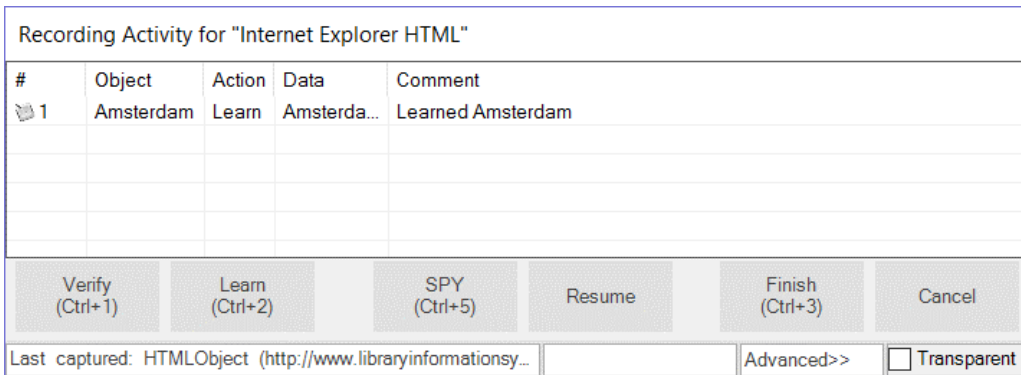 Recording Activity for "Internet Explorer HTML"
# Object Action Data Comment
1 Amsterdam Learn Amsterda... Learned Amsterdam
Verify Learn SPY Resume Finish Cancel
(Ctrl+1) (Ctrl+2) (Ctrl+5) (Ctrl+3)
Last captured: HTMLObject (http://www.libraryinformationsy... Advanced>> Transparent